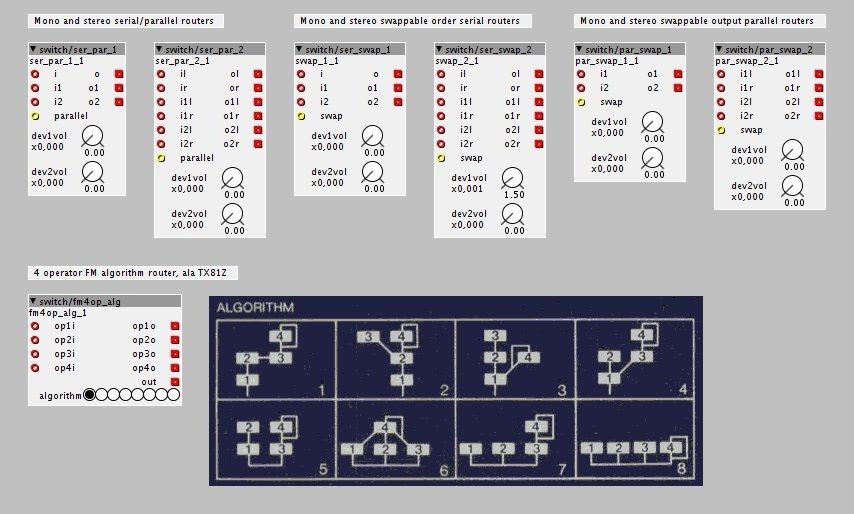 Mono and stereo serial/parallel routers
Mono and stereo swappable order serial routers
Mono and stereo swappable output parallel routers
switch/ser_par_1
ser_par_1_1
i o
i1 o1
i2 o2
parallel
dev1vol
x0,000
0.00
dev2vol
x0,000
0.00
switch/ser_par_2
ser_par_2_1
il ol
ir or
i1l o1l
i1r o1r
i2l o2l
i2r o2r
parallel
dev1vol
x0,000
0.00
dev2vol
x0,000
0.00
switch/ser_swap_1
swap_1_1
i o
i1 o1
i2 o2
swap
dev1vol
x0,000
0.00
dev2vol
x0,000
0.00
switch/ser_swap_2
swap_2_1
il ol
ir or
i1l o1l
i1r o1r
i2l o2l
i2r o2r
swap
dev1vol
x0,001
1.50
dev2vol
x0,000
0.00
switch/par_swap_1
par_swap_1_1
i1 o1
i2 o2
swap
dev1vol
x0,000
0.00
dev2vol
x0,000
0.00
switch/par_swap_2
par_swap_2_1
i1l o1l
i1r o1r
i2l o2l
i2r o2r
swap
dev1vol
x0,000
0.00
dev2vol
x0,000
0.00
4 operator FM algorithm router, ala TX81Z
switch/fm4op_alg
fm4op_alg_1
op1i op1o
op2i op2o
op3i op3o
op4i op4o
out
algorithm
ALGORITHM
4
2 3
1
1
3 4
2
1
2
3
2 4
1
3
4
2 3
1
4
2 4
1 3
5
4
1 2 3
6
4
1 2 3
7
1 2 3 4
8